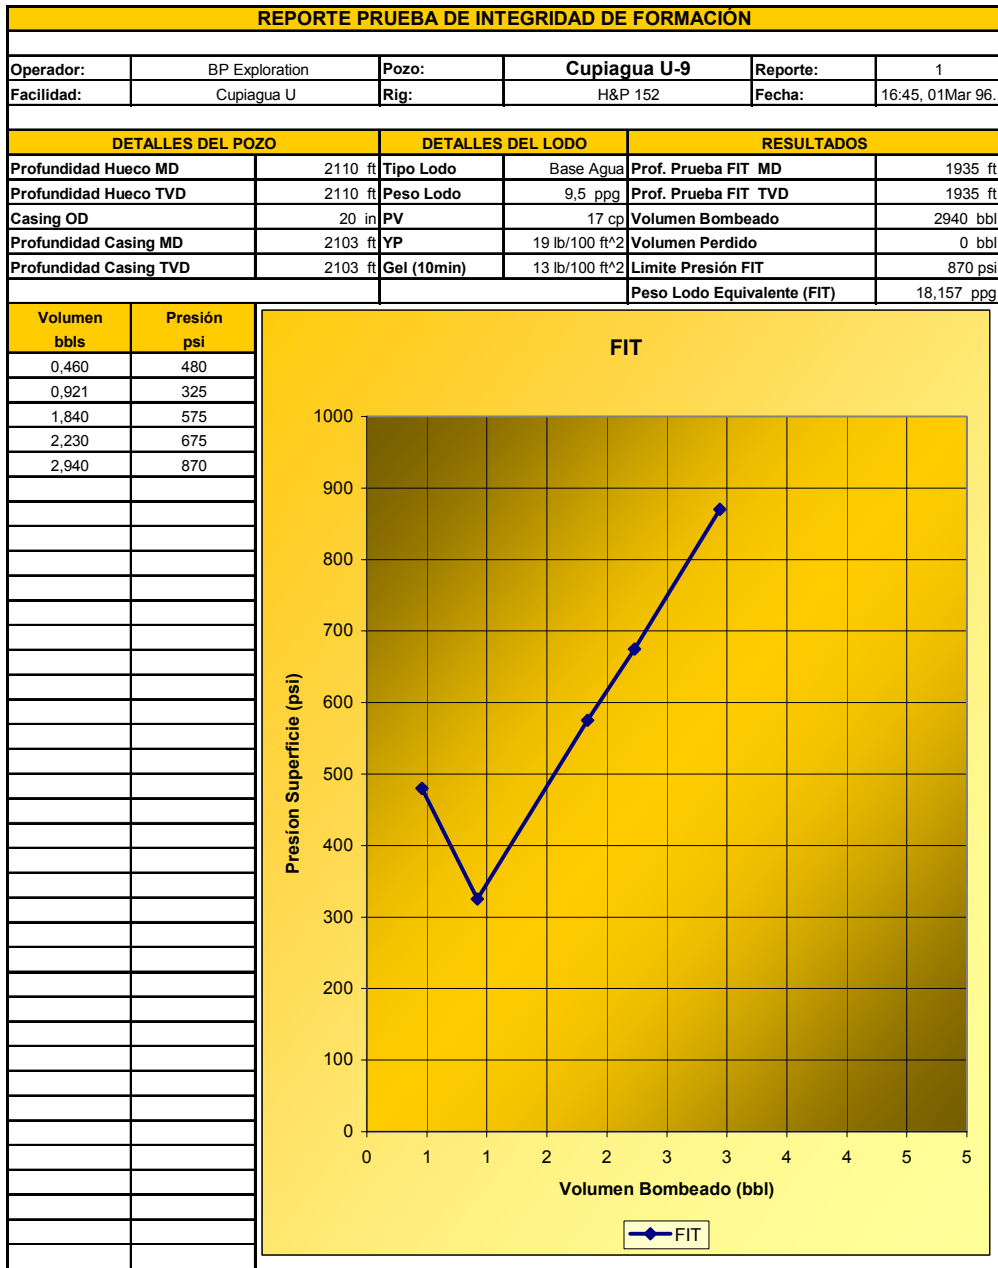 REPORTE PRUEBA DE INTEGRIDAD DE FORMACIÓN
Operador: BP Exploration Pozo: Cupiagua U-9 Reporte: 1
Facilidad: Cupiagua U Rig: H&P 152 Fecha: 16:45, 01Mar 96.
DETALLES DEL POZO DETALLES DEL LODO RESULTADOS
Profundidad Hueco MD 2110 ft Tipo Lodo Base Agua Prof. Prueba FIT MD 1935 ft
Profundidad Hueco TVD 2110 ft Peso Lodo 9,5 ppg Prof. Prueba FIT TVD 1935 ft
Casing OD 20 in PV 17 cp Volumen Bombeado 2940 bbl
Profundidad Casing MD 2103 ft YP 19 lb/100 ft^2 Volumen Perdido 0 bbl
Profundidad Casing TVD 2103 ft Gel (10min) 13 lb/100 ft^2 Limite Presión FIT 870 psi
Peso Lodo Equivalente (FIT) 18,157 ppg
Volumen Presión
bbls psi
0,460 480
0,921 325
1,840 575
2,230 675
2,940 870
FIT
1000
900
800
700
600
500
400
300
200
100
0
Presíon Superficie (psi)
0 1 1 2 2 3 3 4 4 5 5
Volumen Bombeado (bbl)
FIT